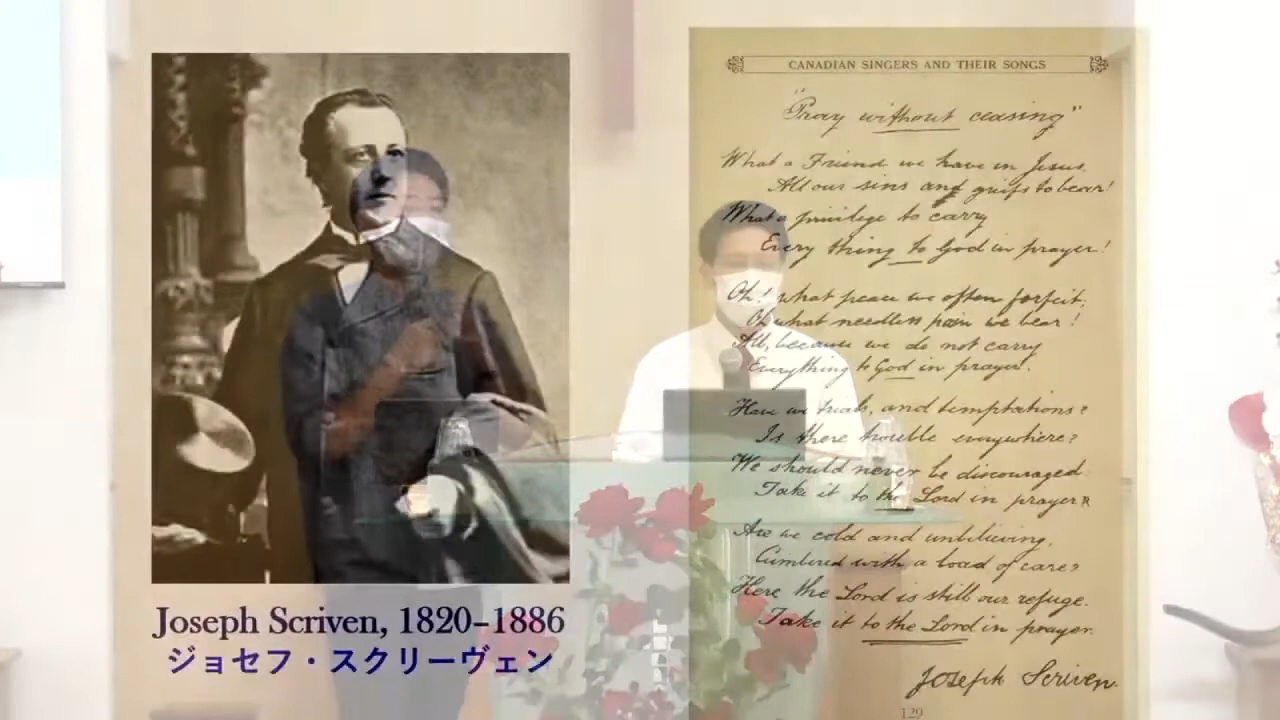 Joseph Scriven, 1820–1886
ジョセフ・スクリーヴェン
CANADIAN SINGERS AND THEIR SONGS
"Pray without ceasing"
What a Friend we have in Jesus,
All our sins and griefs to bear!
What a privilege to carry
Every thing to God in prayer!
Oh! what peace we often forfeit;
Oh what needless pain we bear!
All, because we do not carry
Everything to God in prayer.
Have we trials, and temptations?
Is there trouble everywhere?
We should never be discouraged.
Take it to the Lord in prayer
Are we cold and unbelieving,
Cumbered with a load of care?
Here the Lord is still our refuge.
Take it to the Lord in prayer.
Joseph Scriven.
129